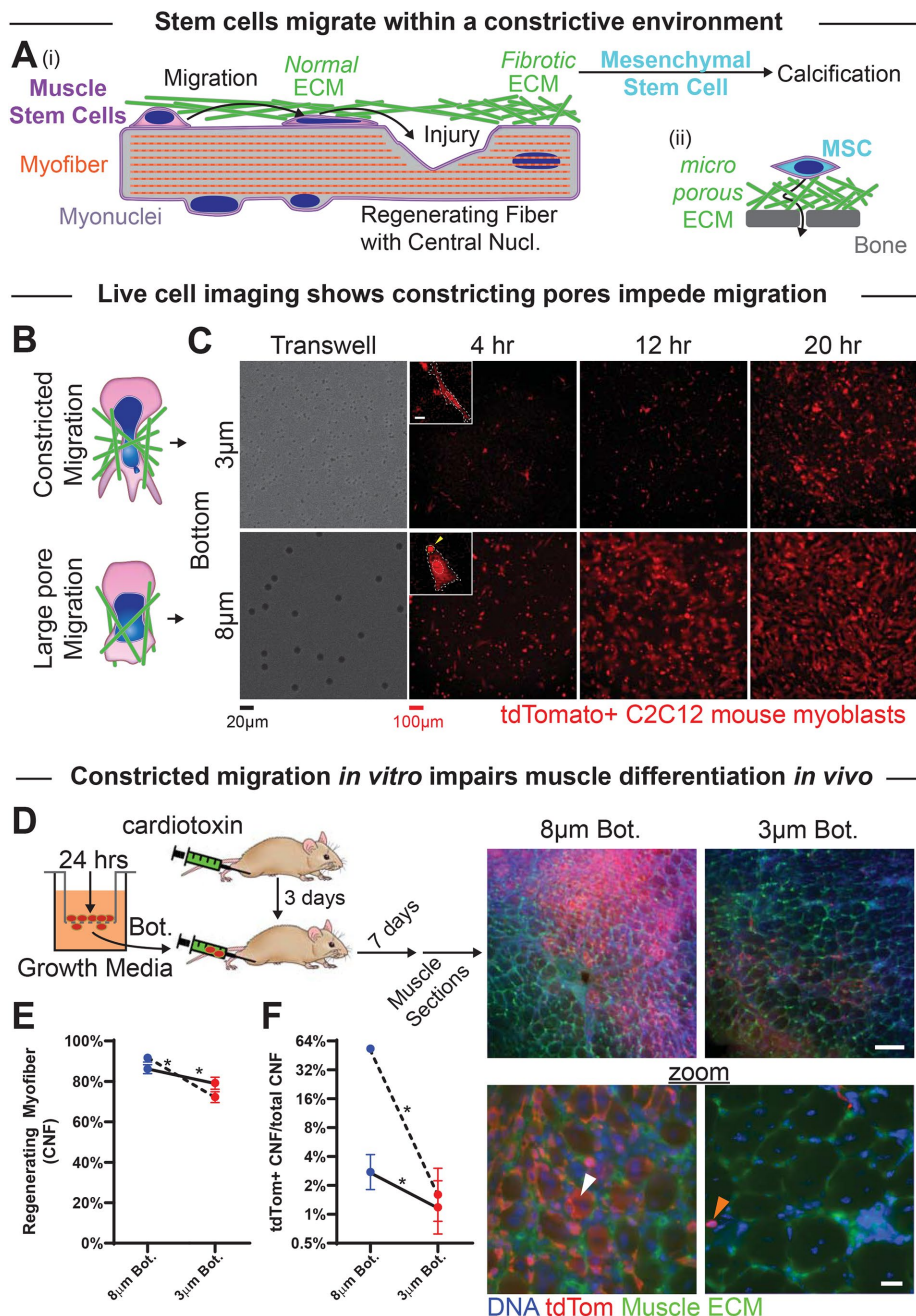 Stem cells migrate within a constrictive environment
A
(i)
Muscle
Stem Cells
Migration
Normal
ECM
Fibrotic
ECM
Mesenchymal
Stem Cell
Calcification
Injury
Myofiber
Myonuclei
Regenerating Fiber
with Central Nucl.
(ii)
MSC
micro
porous
ECM
Bone
Live cell imaging shows constricting pores impede migration
B
Constricted
Migration
Large pore
Migration
C
Transwell
4 hr
12 hr
20 hr
Bottom
3µm
8µm
20µm
100µm
tdTomato+ C2C12 mouse myoblasts
Constricted migration in vitro impairs muscle differentiation in vivo
D
24 hrs
cardiotoxin
3 days
Bot.
Growth Media
7 days
Muscle
Sections
8µm Bot.
3µm Bot.
zoom
DNA tdTom Muscle ECM
E
Regenerating Myofiber
(CNF)
100%
80%
60%
40%
20%
0%
*
*
8µm Bot.
3µm Bot.
F
tdTom+ CNF/total CNF
64%
32%
16%
8%
4%
2%
1%
0.5%
*
*
8µm Bot.
3µm Bot.